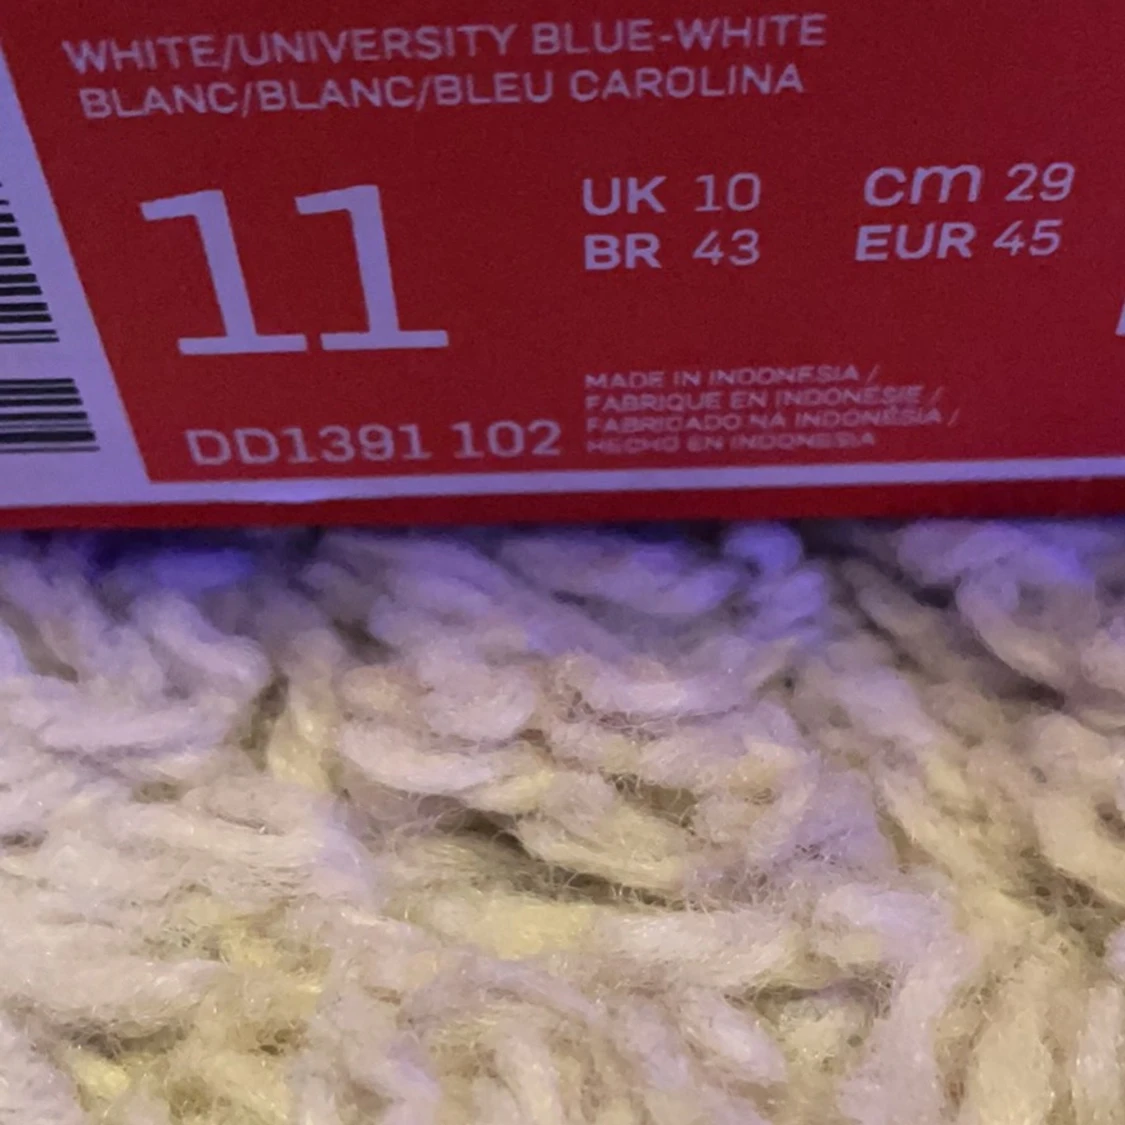 WHITE/UNIVERSITY BLUE-WHITE
BLANC/BLANC/BLEU CAROLINA
11
UK 10 cm 29
BR 43 EUR 45
MADE IN INDONESIA /
FABRIQUE EN INDONÉSIE /
FABRICADO NA INDONÉSIA /
HECHO EN INDONESIA
DD1391 102